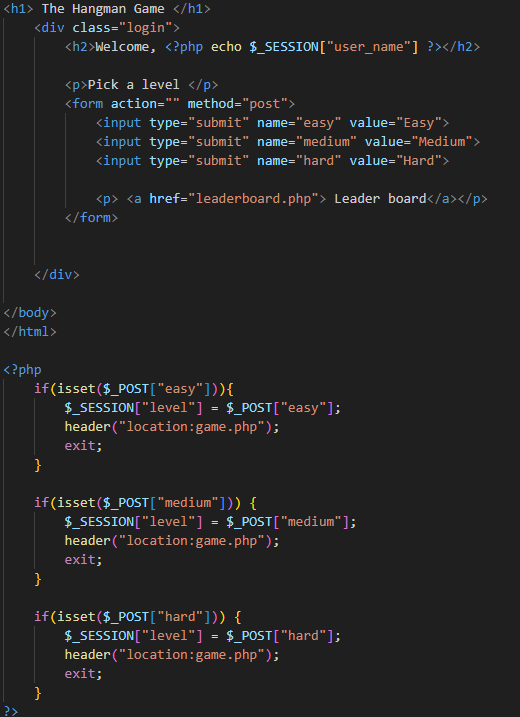 <h1> The Hangman Game </h1>
<div class="login">
<h2>Welcome, <?php echo $_SESSION["user_name"] ?></h2>
<p>Pick a level </p>
<form action="" method="post">
<input type="submit" name="easy" value="Easy">
<input type="submit" name="medium" value="Medium">
<input type="submit" name="hard" value="Hard">
<p> <a href="leaderboard.php"> Leader board</a></p>
</form>
</div>
</body>
</html>
<?php
if(isset($_POST["easy"])){
$_SESSION["level"] = $_POST["easy"];
header("location:game.php");
exit;
}
if(isset($_POST["medium"])) {
$_SESSION["level"] = $_POST["medium"];
header("location:game.php");
exit;
}
if(isset($_POST["hard"])) {
$_SESSION["level"] = $_POST["hard"];
header("location:game.php");
exit;
}
?>